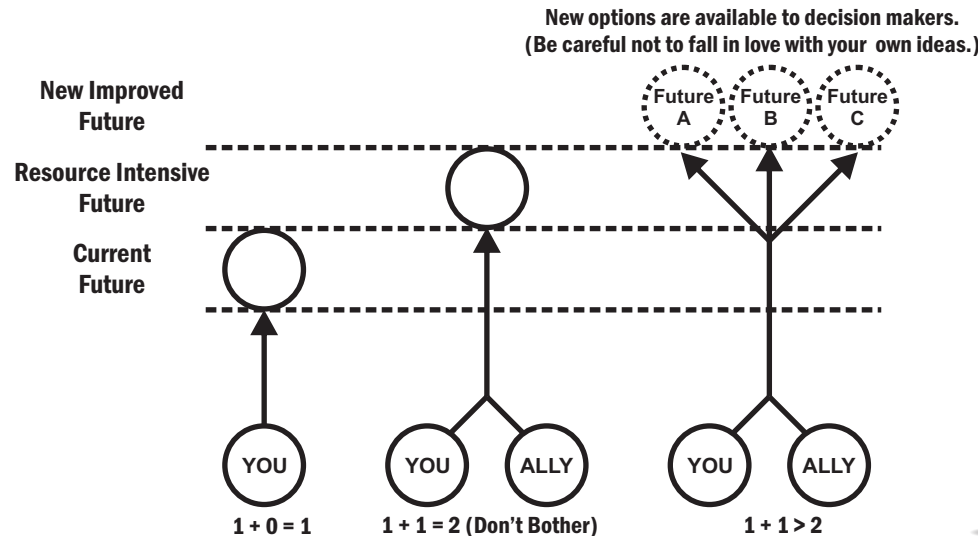 New options are available to decision makers.
(Be careful not to fall in love with your own ideas.)
New Improved
Future
Future
A
Future
B
Future
C
Resource Intensive
Future
Current
Future
YOU
YOU
ALLY
YOU
ALLY
1 + 0 = 1
1 + 1 = 2 (Don't Bother)
1 + 1 > 2